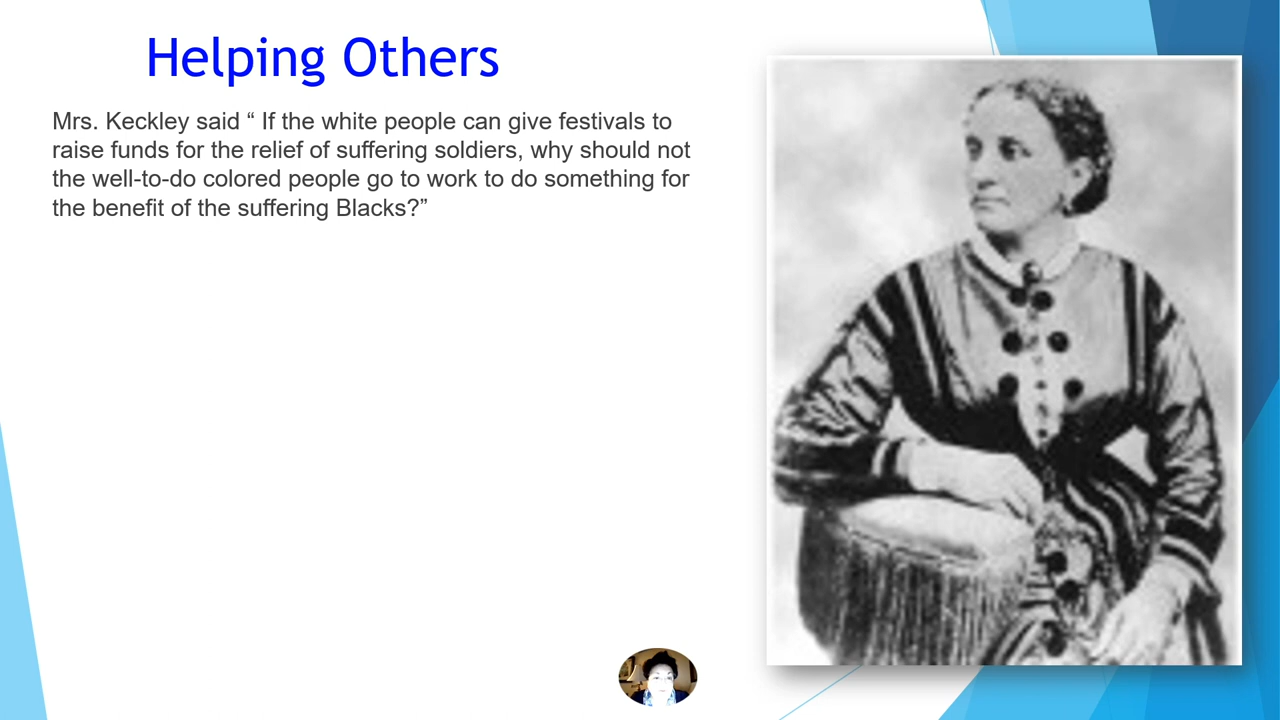 Helping Others
Mrs. Keckley said “ If the white people can give festivals to
raise funds for the relief of suffering soldiers, why should not
the well-to-do colored people go to work to do something for
the benefit of the suffering Blacks?”